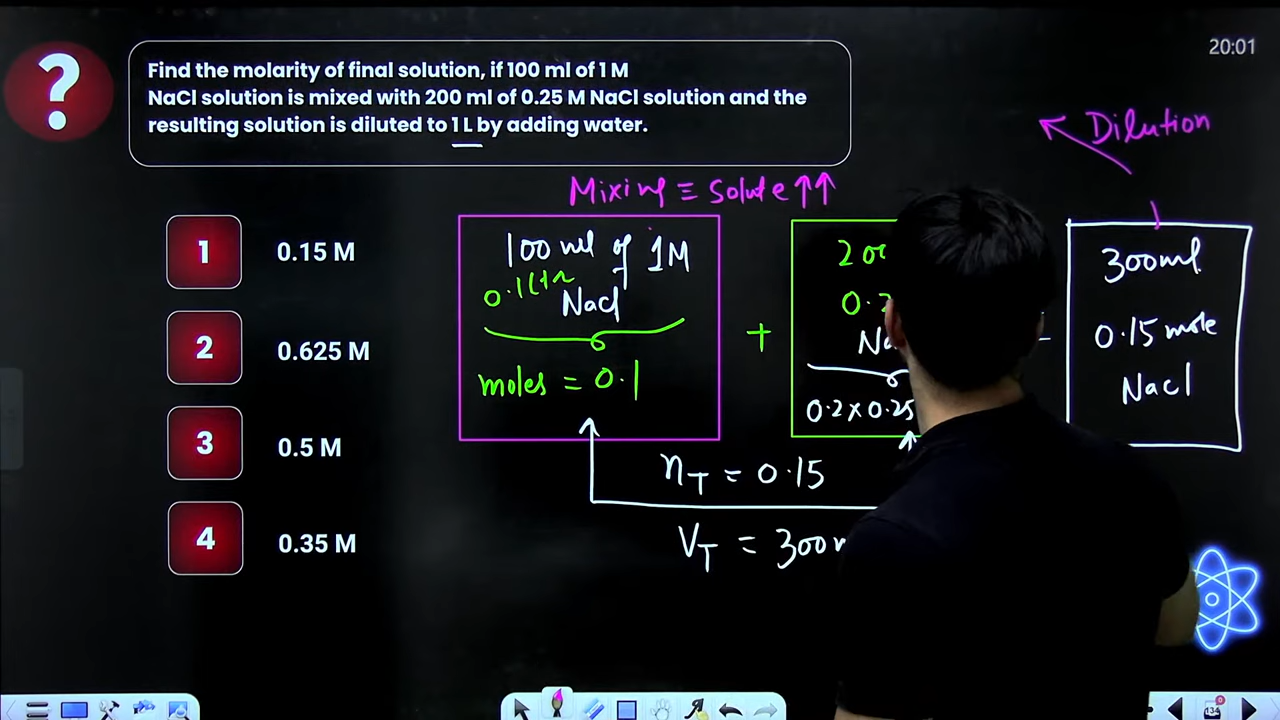 20:01
?
Find the molarity of final solution, if 100 ml of 1 M
NaCl solution is mixed with 200 ml of 0.25 M NaCl solution and the
resulting solution is diluted to 1 L by adding water.
Dilution
Mixing ≡ Solute ↑↑
1 0.15 M
2 0.625 M
3 0.5 M
4 0.35 M
100 ml of 1M
0.1 ltr
Nacl
moles = 0.1
+
0.2 x 0.25
300ml
0.15 mole
Nacl
nT = 0.15
VT = 300
134